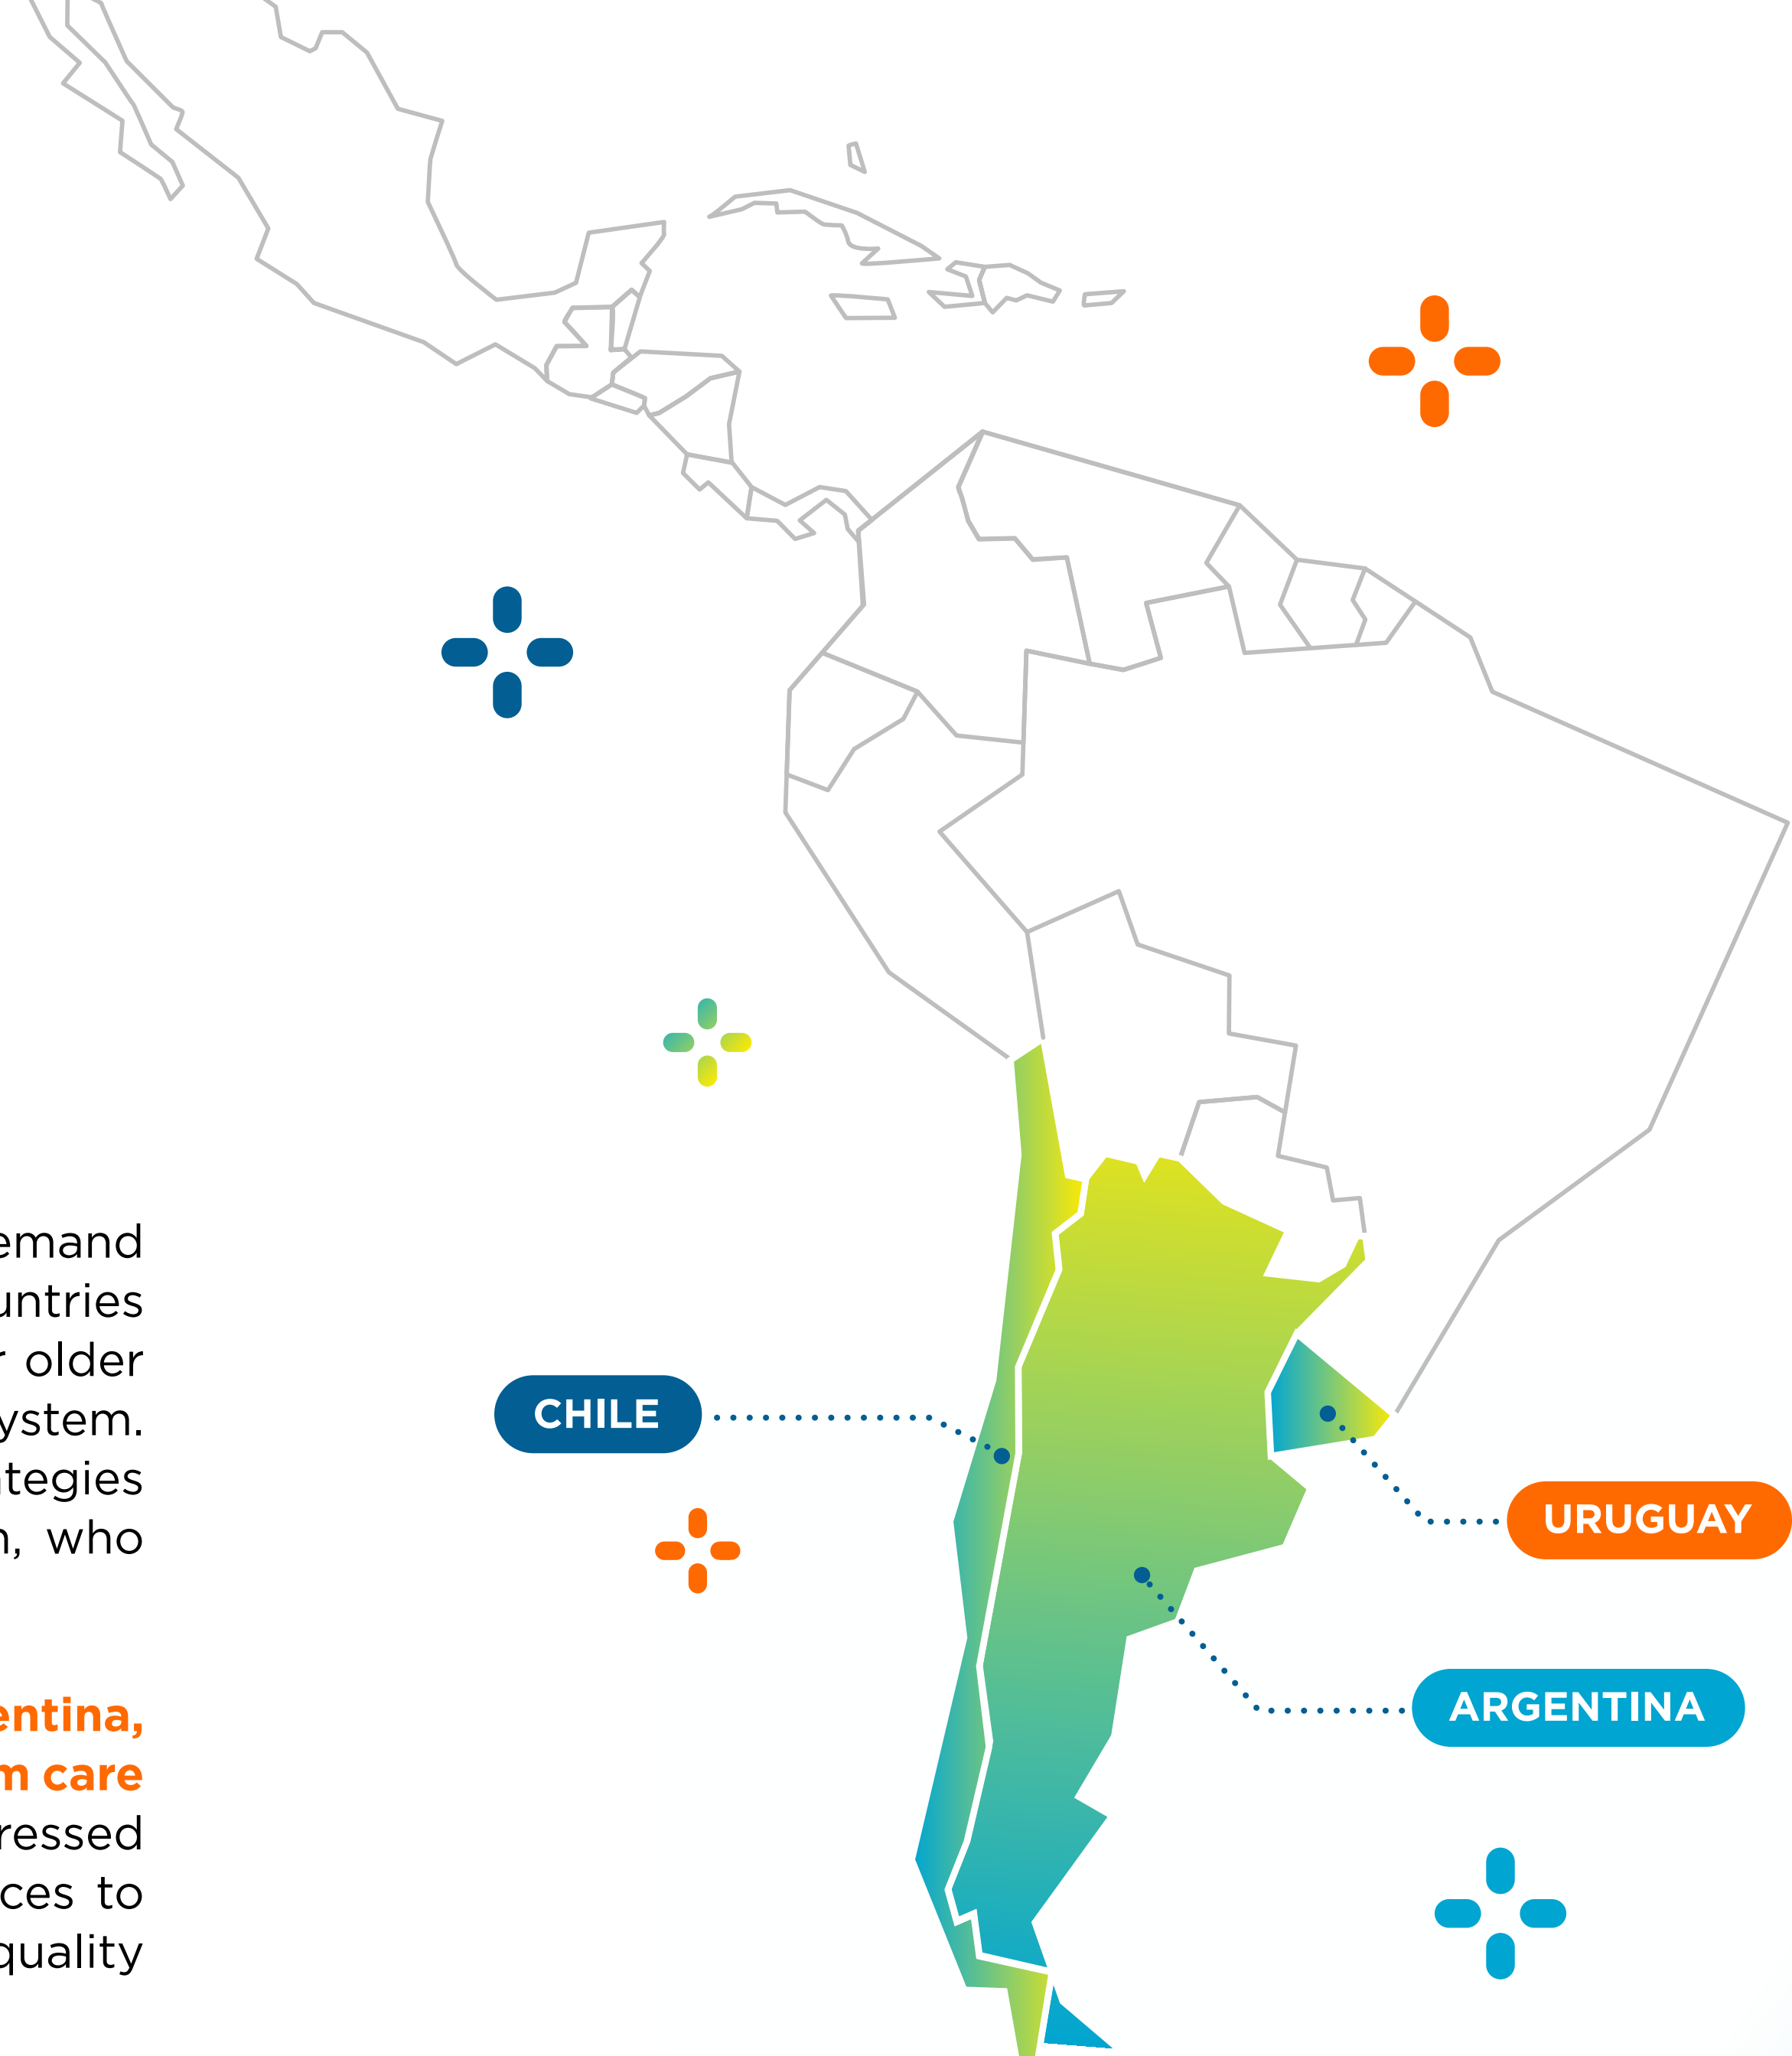 emand
untries
older
ystem.
tegies
, who
entina,
m care
ressed
ces to
quality
CHILE
URUGUAY
ARGENTINA